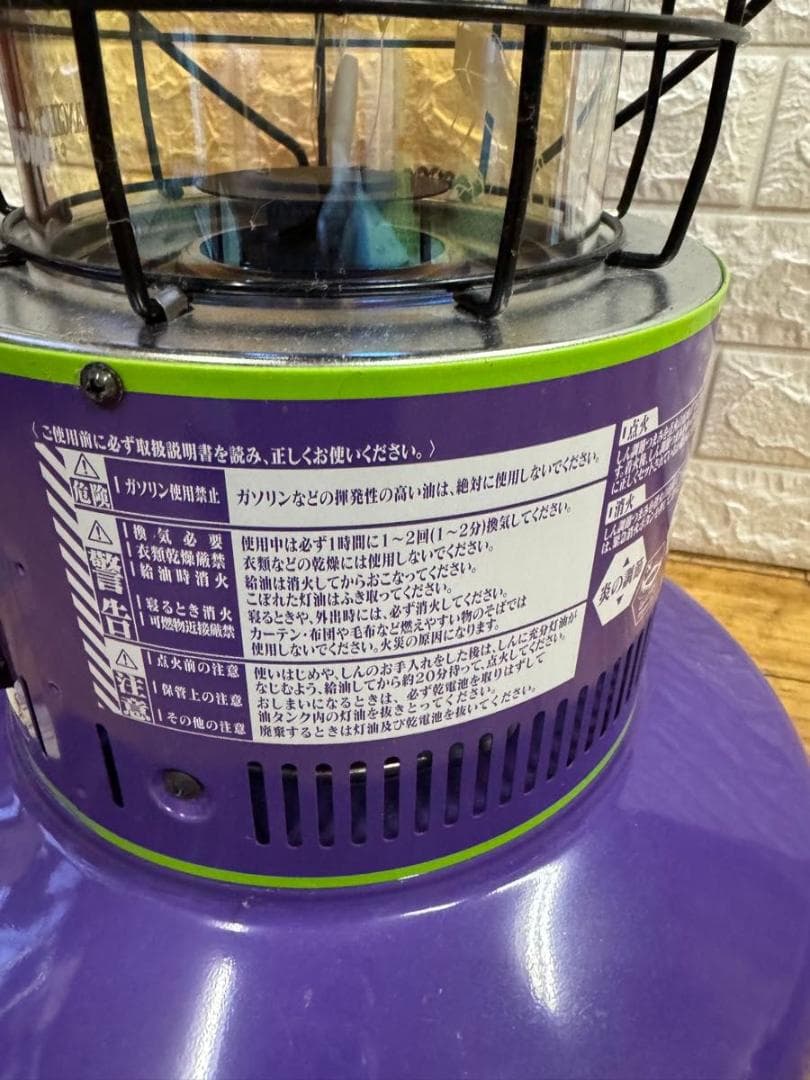 〈ご使用前に必ず取扱説明書を読み、正しくお使いください。〉
危険
ガソリン使用禁止
ガソリンなどの揮発性の高い油は、絶対に使用しないでください。
警告
換気必要
使用中は必ず1時間に1～2回(1～2分)換気してください。
衣類乾燥厳禁
衣類などの乾燥には使用しないでください。
給油時消火
給油は消火してからおこなってください。
こぼれた灯油はふき取ってください。
寝るとき消火
寝るときや、外出時には、必ず消火してください。
可燃物近接厳禁
カーテン・布団や毛布など燃えやすい物のそばでは
使用しないでください。火災の原因になります。
注意
点火前の注意
使いはじめや、しんのお手入れをした後は、しんに充分灯油が
なじむよう、給油してから約20分待って、点火してください。
保管上の注意
おしまいになるときは、必ず乾電池を取りはずして
油タンク内の灯油を抜きとってください。
その他の注意
廃棄するときは灯油及び乾電池を抜いてください。
点火
消火
炎の調節